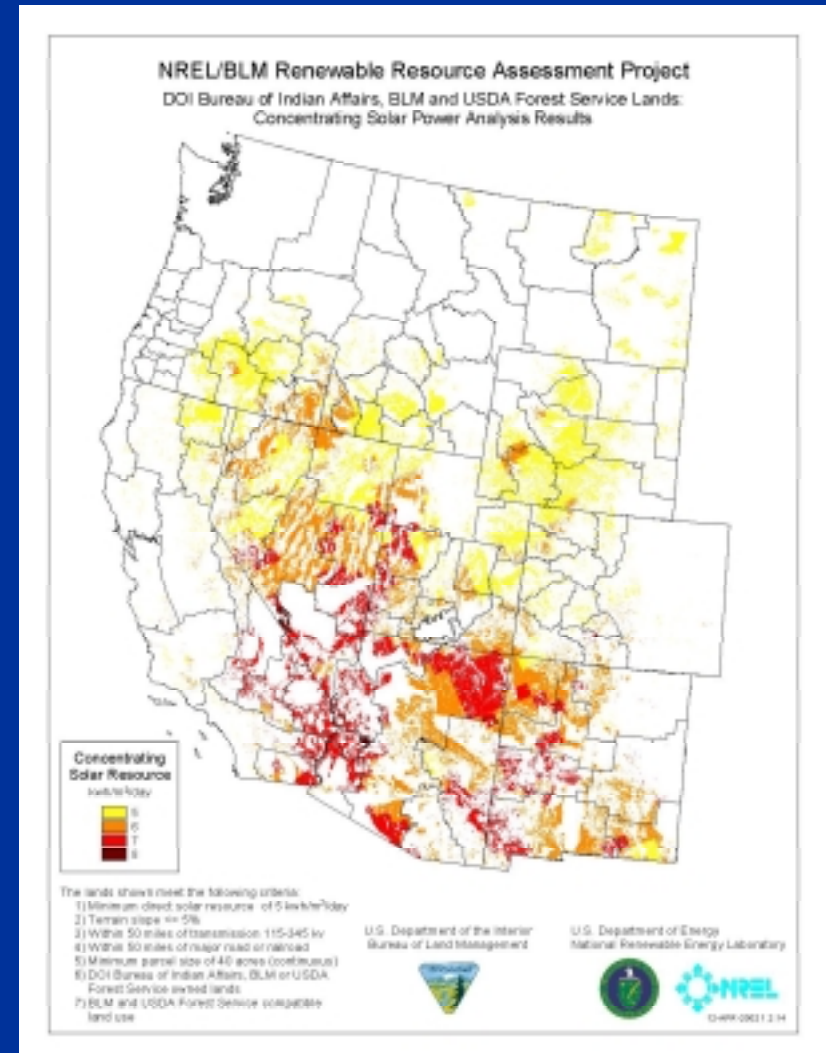 NREL/BLM Renewable Resource Assessment Project
DOI Bureau of Indian Affairs, BLM and USDA Forest Service Lands:
Concentrating Solar Power Analysis Results
Concentrating
Solar Resource
kwh/m²/day
5
6
7
8
The lands shown meet the following criteria:
1) Minimum direct solar resource of 5 kwh/m²/day
2) Terrain slope <= 5%
3) Within 50 miles of transmission 115-345 kv
4) Within 50 miles of major road or railroad
5) Minimum parcel size of 40 acres (continuous)
6) DOI Bureau of Indian Affairs, BLM or USDA
Forest Service owned lands
7) BLM and USDA Forest Service compatible
land use
U.S. Department of the Interior
Bureau of Land Management
U.S. Department of Energy
National Renewable Energy Laboratory
NREL